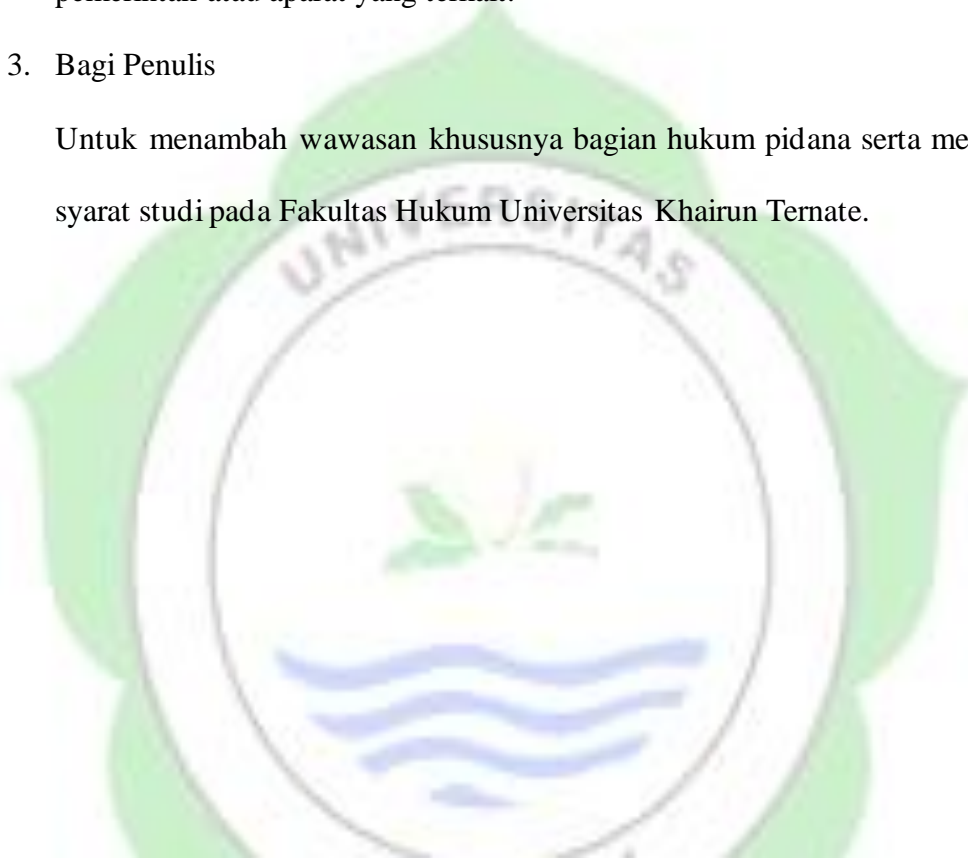 3. Bagi Penulis
Untuk menambah wawasan khususnya bagian hukum pidana serta me
syarat studi pada Fakultas Hukum Universitas Khairun Ternate.
UNIVERSITAS